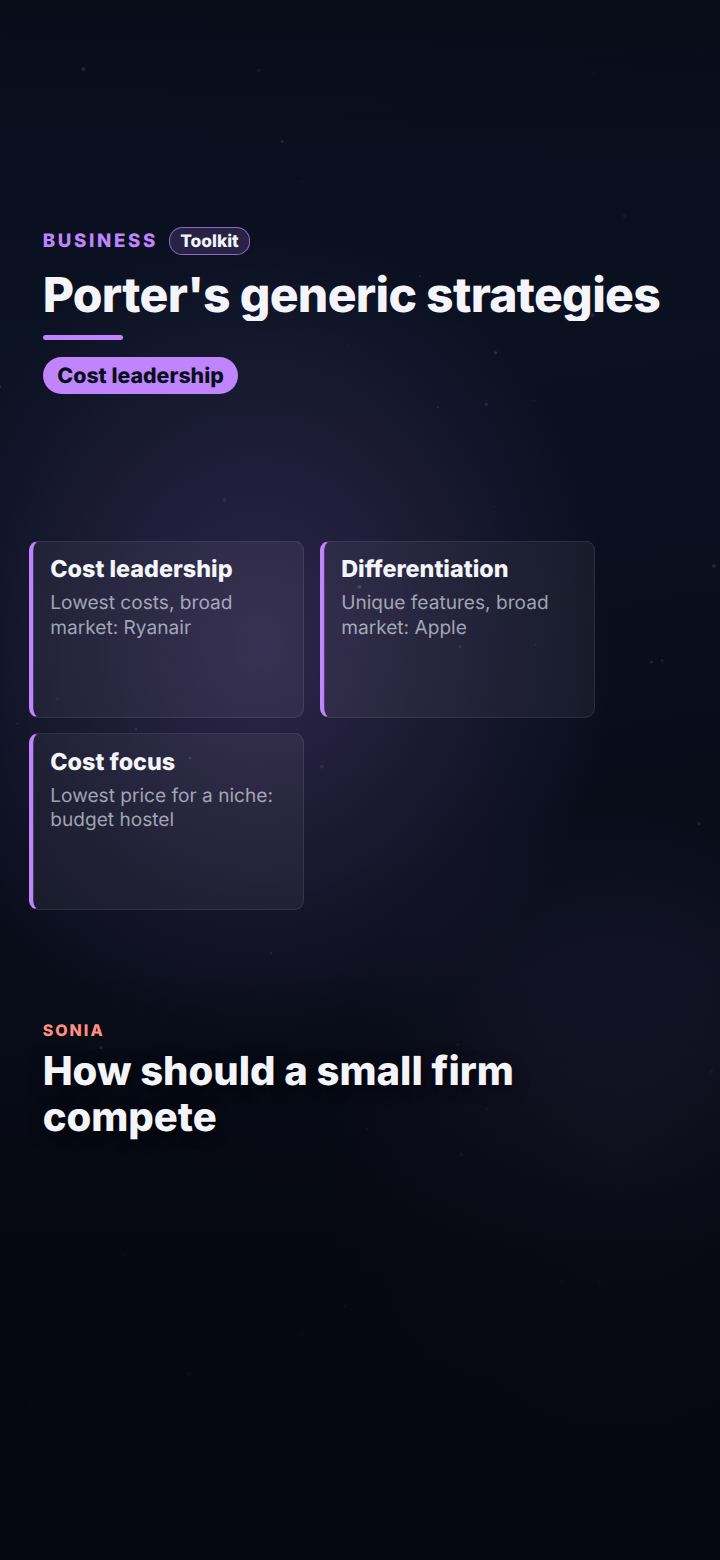 BUSINESS Toolkit
Porter's generic strategies
Cost leadership
Cost leadership
Lowest costs, broad
market: Ryanair
Differentiation
Unique features, broad
market: Apple
Cost focus
Lowest price for a niche:
budget hostel
SONIA
How should a small firm
compete